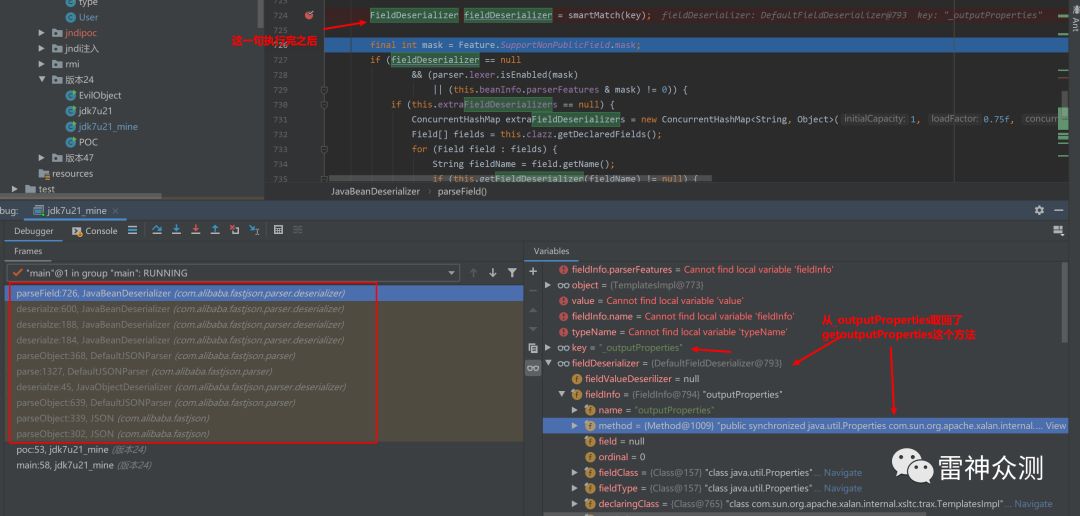 type
User
jndipoc
jndi注入
rmi
版本24
EvilObject
jdk7u21
jdk7u21_mine
POC
版本47
resources
test
724
FieldDeserializer fieldDeserializer = smartMatch(key); fieldDeserializer: DefaultFieldDeserializer@793 key: "_outputProperties"
这一句执行完之后
725
726
final int mask = Feature.SupportNonPublicField.mask;
727
if (fieldDeserializer == null
728
&& (parser.lexer.isEnabled(mask)
729
|| (this.beanInfo.parserFeatures & mask) != 0)) {
730
if (this.extraFieldDeserializers == null) {
731
ConcurrentHashMap extraFieldDeserializers = new ConcurrentHashMap<String, Object>( initialCapacity: 1, loadFactor: 0.75f, concurr
732
Field[] fields = this.clazz.getDeclaredFields();
733
for (Field field : fields) {
734
String fieldName = field.getName();
735
if (this.getFieldDeserializer(fieldName) != null) {
JavaBeanDeserializer › parseField()
Ant
bug: jdk7u21_mine ×
Debugger Console
Frames
"main"@1 in group "main": RUNNING
parseField:726, JavaBeanDeserializer (com.alibaba.fastjson.parser.deserializer)
deserialze:600, JavaBeanDeserializer (com.alibaba.fastjson.parser.deserializer)
deserialze:188, JavaBeanDeserializer (com.alibaba.fastjson.parser.deserializer)
deserialze:184, JavaBeanDeserializer (com.alibaba.fastjson.parser.deserializer)
parseObject:368, DefaultJSONParser (com.alibaba.fastjson.parser)
parse:1327, DefaultJSONParser (com.alibaba.fastjson.parser)
deserialze:45, JavaObjectDeserializer (com.alibaba.fastjson.parser.deserializer)
parseObject:639, DefaultJSONParser (com.alibaba.fastjson.parser)
parseObject:339, JSON (com.alibaba.fastjson)
parseObject:302, JSON (com.alibaba.fastjson)
poc:53, jdk7u21_mine (版本24)
main:58, jdk7u21_mine (版本24)
Variables
fieldInfo.parserFeatures = Cannot find local variable 'fieldInfo'
object = {TemplatesImpl@773}
value = Cannot find local variable 'value'
fieldInfo.name = Cannot find local variable 'fieldInfo'
typeName = Cannot find local variable 'typeName'
key = "_outputProperties"
从_outputProperties取回了
getoutputProperties这个方法
fieldDeserializer = {DefaultFieldDeserializer@793}
fieldValueDeserilizer = null
fieldInfo = {FieldInfo@794} "outputProperties"
name = "outputProperties"
method = {Method@1009} "public synchronized java.util.Properties com.sun.org.apache.xalan.internal.... View
field = null
ordinal = 0
fieldClass = {Class@157} "class java.util.Properties" ... Navigate
fieldType = {Class@157} "class java.util.Properties" ... Navigate
declaringClass = {Class@765} "class com.sun.org.apache.xalan.internal.xsltc.trax.TemplatesImpl"... Navigate
雷神众测